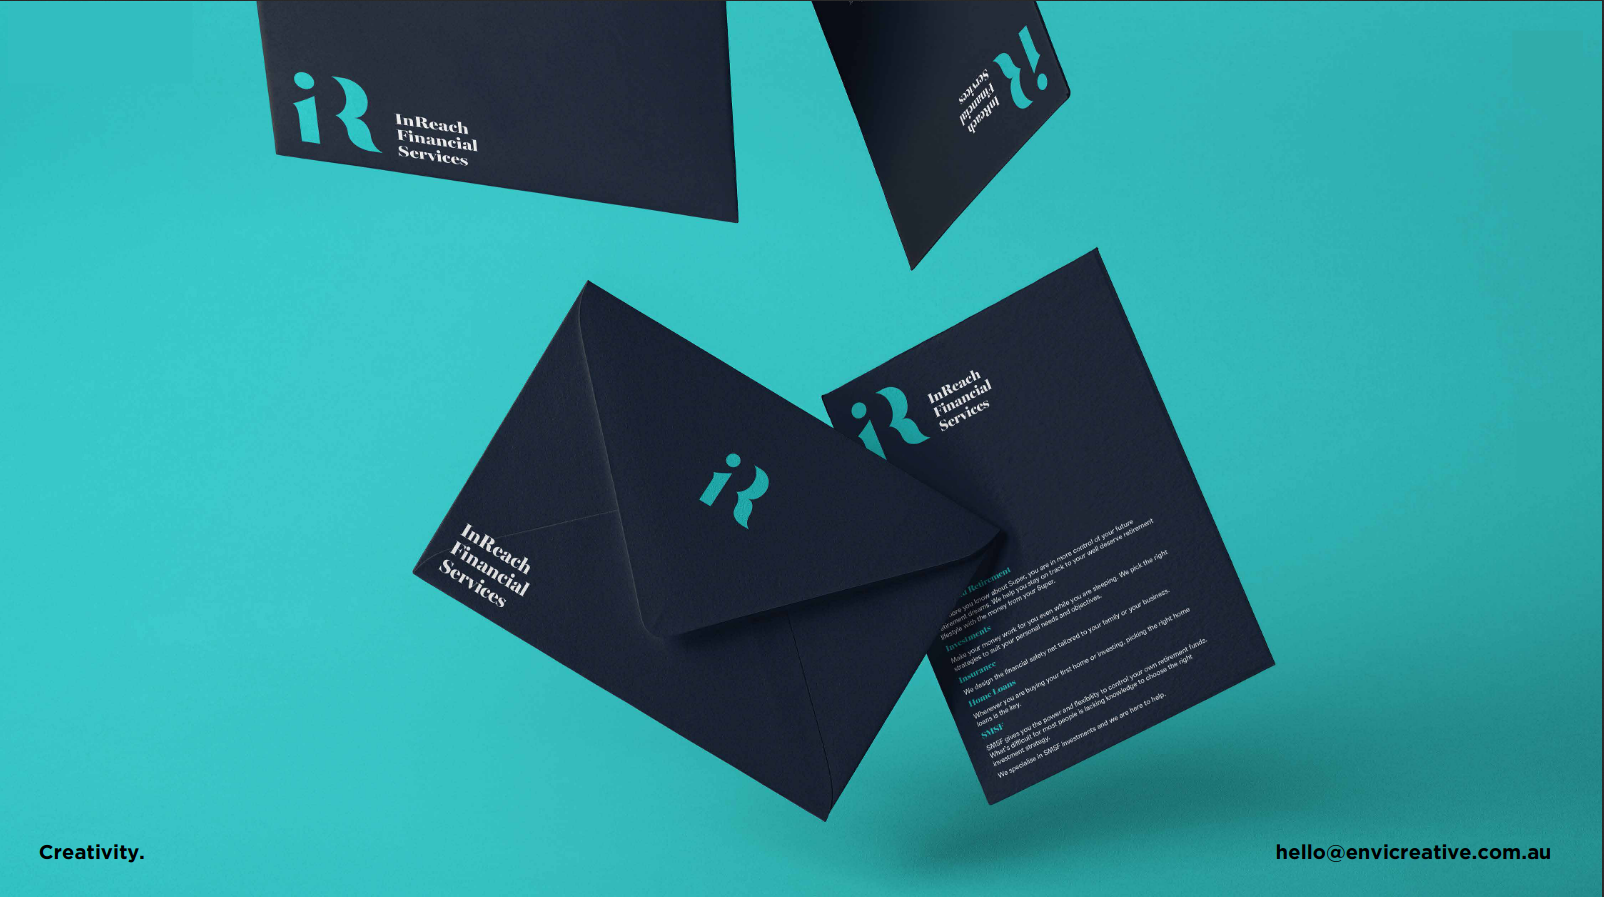 iR
InReach
Financial
Services
iR
InReach
Financial
Services
iR
InReach
Financial
Services
iR
InReach
Financial
Services
Retirement
you know about Super, you are in more control of your future
retirement dreams. We help you stay on track to your well deserve retirement
lifestyle with the money from your Super.
Investments
Make your money work for you even while you are sleeping. We pick the right
strategies to suit your personal needs and objectives.
Insurance
We design the financial safety net tailored to your family or your business.
Home Loans
Wherever you are buying your first home or investing, picking the right home
loans is the key.
SMSF
SMSF gives you the power and flexibility to control your own retirement funds.
What's difficult for most people is lacking knowledge to choose the right
investment strategy.
We specialise in SMSF investments and we are here to help.
Creativity.
hello@envicreative.com.au